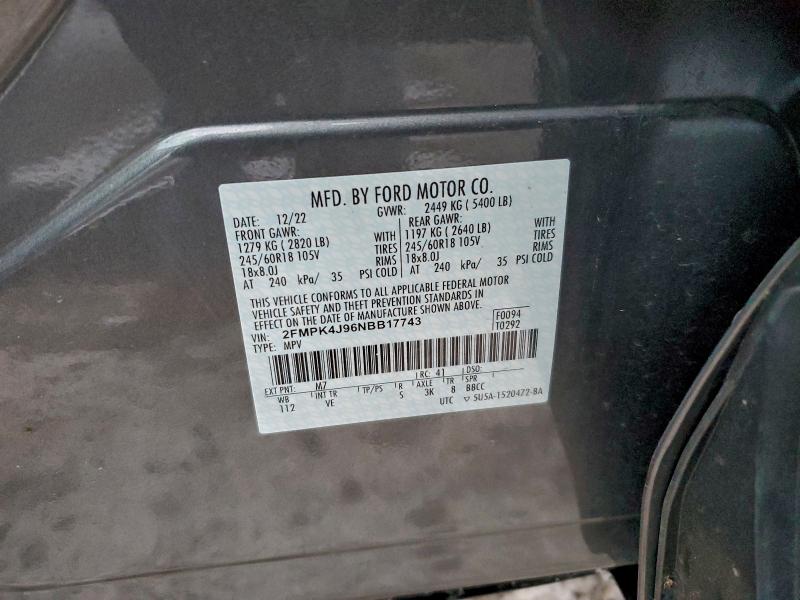 MFD. BY FORD MOTOR CO.
DATE: 12/22 GVWR: 2449 KG ( 5400 LB)
FRONT GAWR: REAR GAWR:
1279 KG ( 2820 LB) WITH 1197 KG ( 2640 LB) WITH
245/60R18 105V TIRES 245/60R18 105V TIRES
18x8.0J RIMS 18x8.0J RIMS
AT 240 kPa/ 35 PSI COLD AT 240 kPa/ 35 PSI COLD
THIS VEHICLE CONFORMS TO ALL APPLICABLE FEDERAL MOTOR
VEHICLE SAFETY AND THEFT PREVENTION STANDARDS IN
EFFECT ON THE DATE OF MANUFACTURE SHOWN ABOVE.
VIN: 2FMPK4J96NBB17743 F0094
TYPE: MPV T0292
EXT PNT: M7 RC: 41 DSO:
WB INT TR TP/PS R AXLE TR SPR
112 VE S 3K 8 BBCC
UTC ▽ 5U5A-1520472-BA